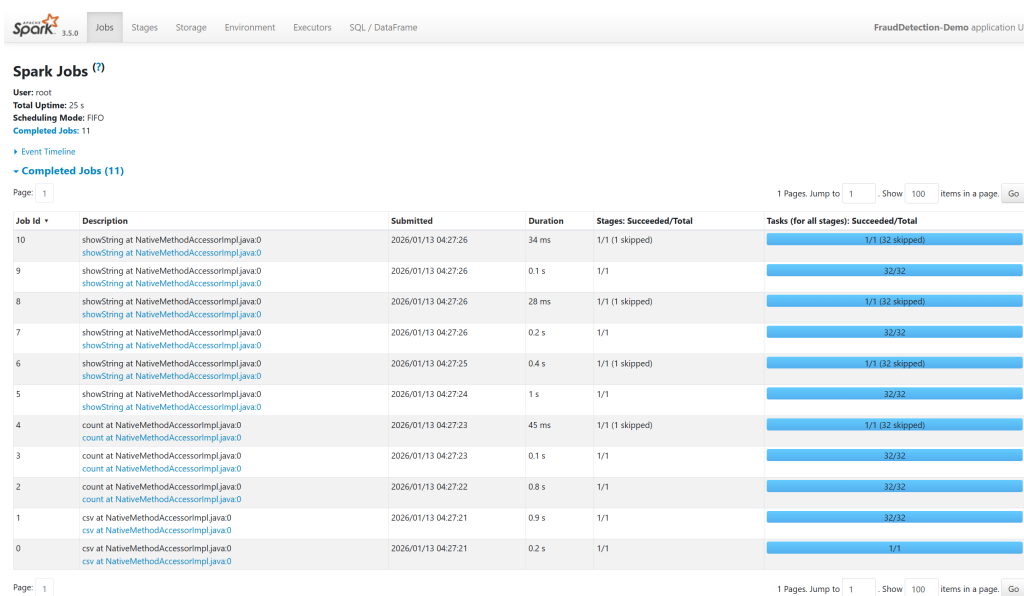 APACHE
Spark 3.5.0 Jobs Stages Storage Environment Executors SQL / DataFrame FraudDetection-Demo application U
Spark Jobs (?)
User: root
Total Uptime: 25 s
Scheduling Mode: FIFO
Completed Jobs: 11
Event Timeline
Completed Jobs (11)
Page: 1 1 Pages. Jump to 1 . Show 100 items in a page. Go
Job Id ▾ Description Submitted Duration Stages: Succeeded/Total Tasks (for all stages): Succeeded/Total
10 showString at NativeMethodAccessorImpl.java:0 2026/01/13 04:27:26 34 ms 1/1 (1 skipped) 1/1 (32 skipped)
showString at NativeMethodAccessorImpl.java:0
9 showString at NativeMethodAccessorImpl.java:0 2026/01/13 04:27:26 0.1 s 1/1 32/32
showString at NativeMethodAccessorImpl.java:0
8 showString at NativeMethodAccessorImpl.java:0 2026/01/13 04:27:26 28 ms 1/1 (1 skipped) 1/1 (32 skipped)
showString at NativeMethodAccessorImpl.java:0
7 showString at NativeMethodAccessorImpl.java:0 2026/01/13 04:27:26 0.2 s 1/1 32/32
showString at NativeMethodAccessorImpl.java:0
6 showString at NativeMethodAccessorImpl.java:0 2026/01/13 04:27:25 0.4 s 1/1 (1 skipped) 1/1 (32 skipped)
showString at NativeMethodAccessorImpl.java:0
5 showString at NativeMethodAccessorImpl.java:0 2026/01/13 04:27:24 1 s 1/1 32/32
showString at NativeMethodAccessorImpl.java:0
4 count at NativeMethodAccessorImpl.java:0 2026/01/13 04:27:23 45 ms 1/1 (1 skipped) 1/1 (32 skipped)
count at NativeMethodAccessorImpl.java:0
3 count at NativeMethodAccessorImpl.java:0 2026/01/13 04:27:23 0.1 s 1/1 32/32
count at NativeMethodAccessorImpl.java:0
2 count at NativeMethodAccessorImpl.java:0 2026/01/13 04:27:22 0.8 s 1/1 32/32
count at NativeMethodAccessorImpl.java:0
1 csv at NativeMethodAccessorImpl.java:0 2026/01/13 04:27:21 0.9 s 1/1 32/32
csv at NativeMethodAccessorImpl.java:0
0 csv at NativeMethodAccessorImpl.java:0 2026/01/13 04:27:21 0.2 s 1/1 1/1
csv at NativeMethodAccessorImpl.java:0
Page: 1 1 Pages. Jump to 1 . Show 100 items in a page. Go